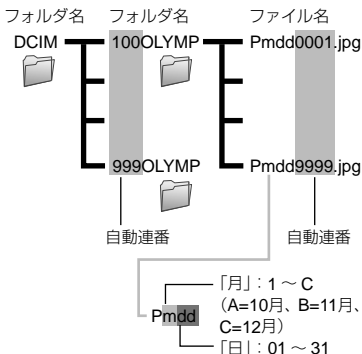 フォルダ名 フォルダ名 ファイル名
DCIM 100OLYMP Pmdd0001.jpg
999OLYMP Pmdd9999.jpg
自動連番 自動連番
「月」：1 ～ C
Pmdd （A=10月、B=11月、
C=12月）
「日」：01 ～ 31